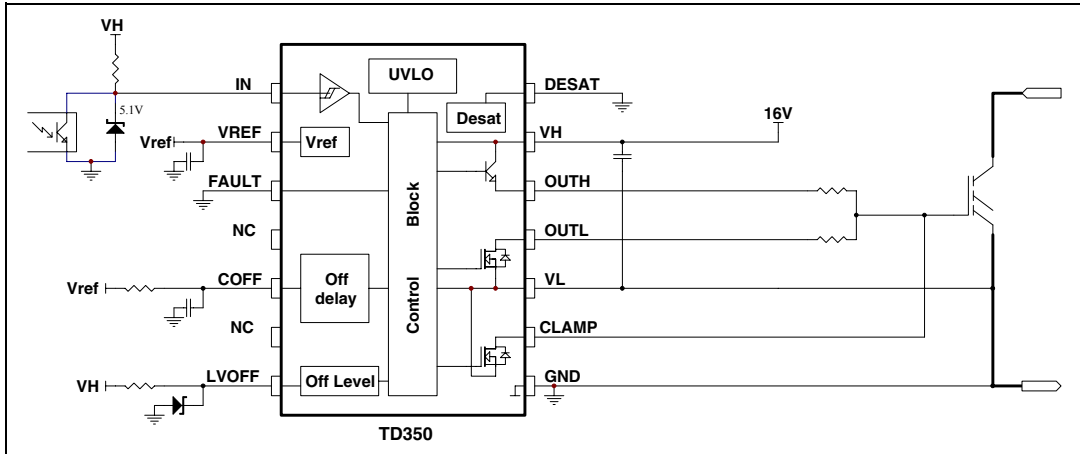 VH
IN
5.1V
UVLO
DESAT
Desat
16V
Vref
VREF
Vref
VH
FAULT
OUTH
Block
NC
OUTL
Vref
COFF
Off
delay
VL
Control
NC
CLAMP
VH
LVOFF
Off Level
GND
TD350